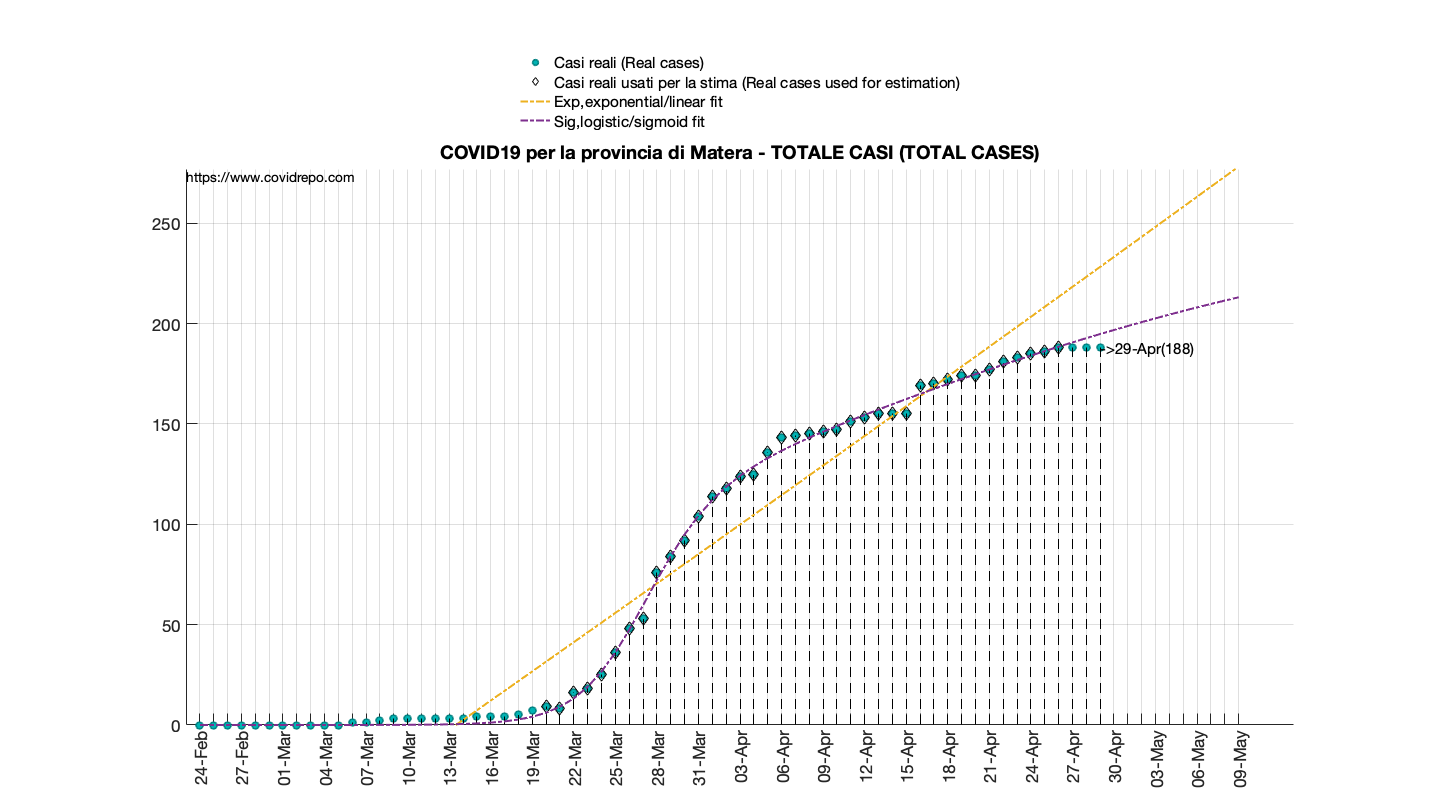 Casi reali (Real cases)
Casi reali usati per la stima (Real cases used for estimation)
Exp,exponential/linear fit
Sig,logistic/sigmoid fit
COVID19 per la provincia di Matera - TOTALE CASI (TOTAL CASES)
https://www.covidrepo.com
250
200
150
100
50
0
->29-Apr(188)
24-Feb
27-Feb
01-Mar
04-Mar
07-Mar
10-Mar
13-Mar
16-Mar
19-Mar
22-Mar
25-Mar
28-Mar
31-Mar
03-Apr
06-Apr
09-Apr
12-Apr
15-Apr
18-Apr
21-Apr
24-Apr
27-Apr
30-Apr
03-May
06-May
09-May